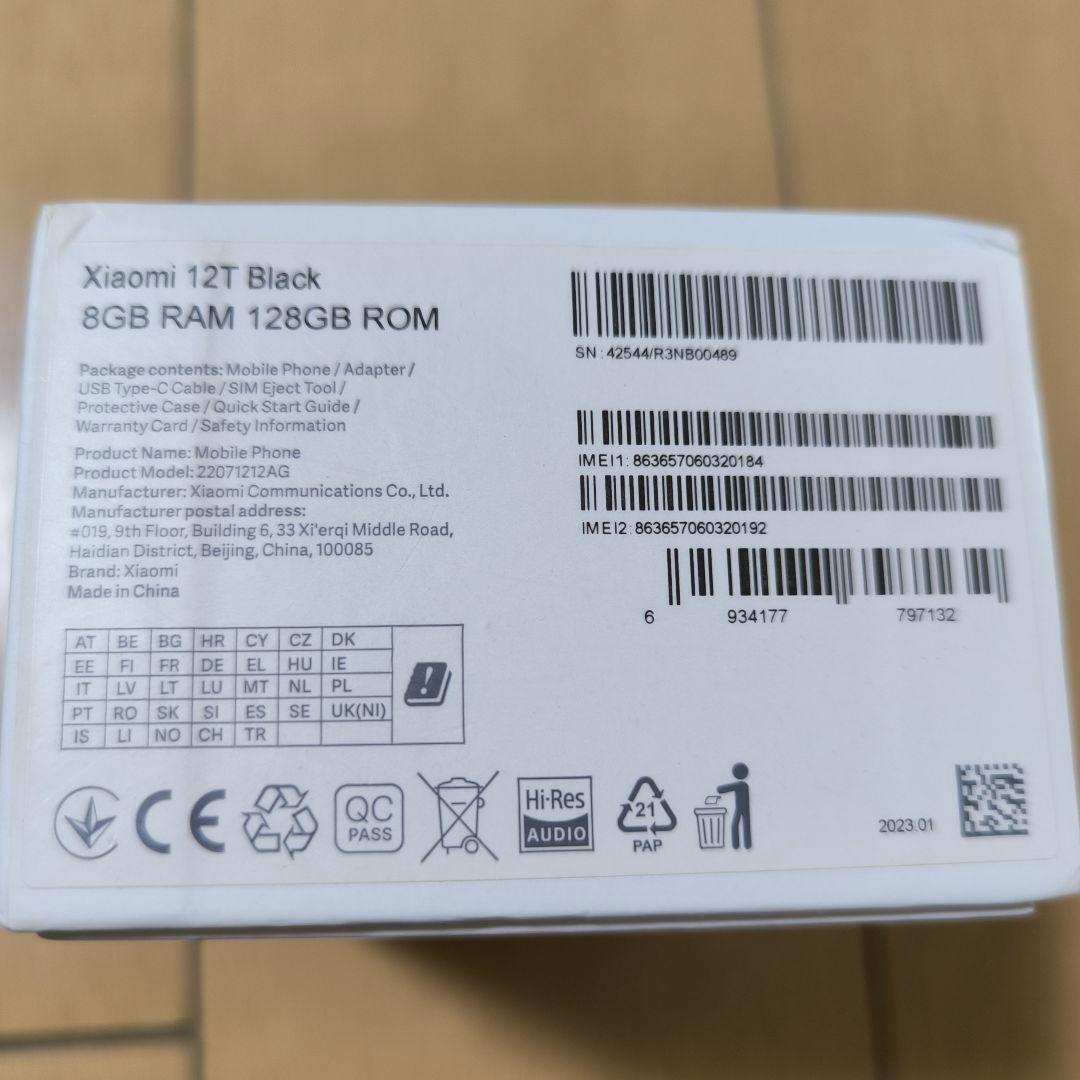 Xiaomi 12T Black
8GB RAM 128GB ROM
Package contents: Mobile Phone / Adapter /
USB Type-C Cable / SIM Eject Tool /
Protective Case / Quick Start Guide /
Warranty Card / Safety Information
Product Name: Mobile Phone
Product Model: 22071212AG
Manufacturer: Xiaomi Communications Co., Ltd.
Manufacturer postal address:
#019, 9th Floor, Building 6, 33 Xi'erqi Middle Road,
Haidian District, Beijing, China, 100085
Brand: Xiaomi
Made in China
SN : 42544/R3NB00489
IMEI1: 863657060320184
IMEI2: 863657060320192
6 934177 797132
AT BE BG HR CY CZ DK
EE FI FR DE EL HU IE
IT LV LT LU MT NL PL
PT RO SK SI ES SE UK(NI)
IS LI NO CH TR
CE
QC
PASS
Hi-Res
AUDIO
21
PAP
2023.01